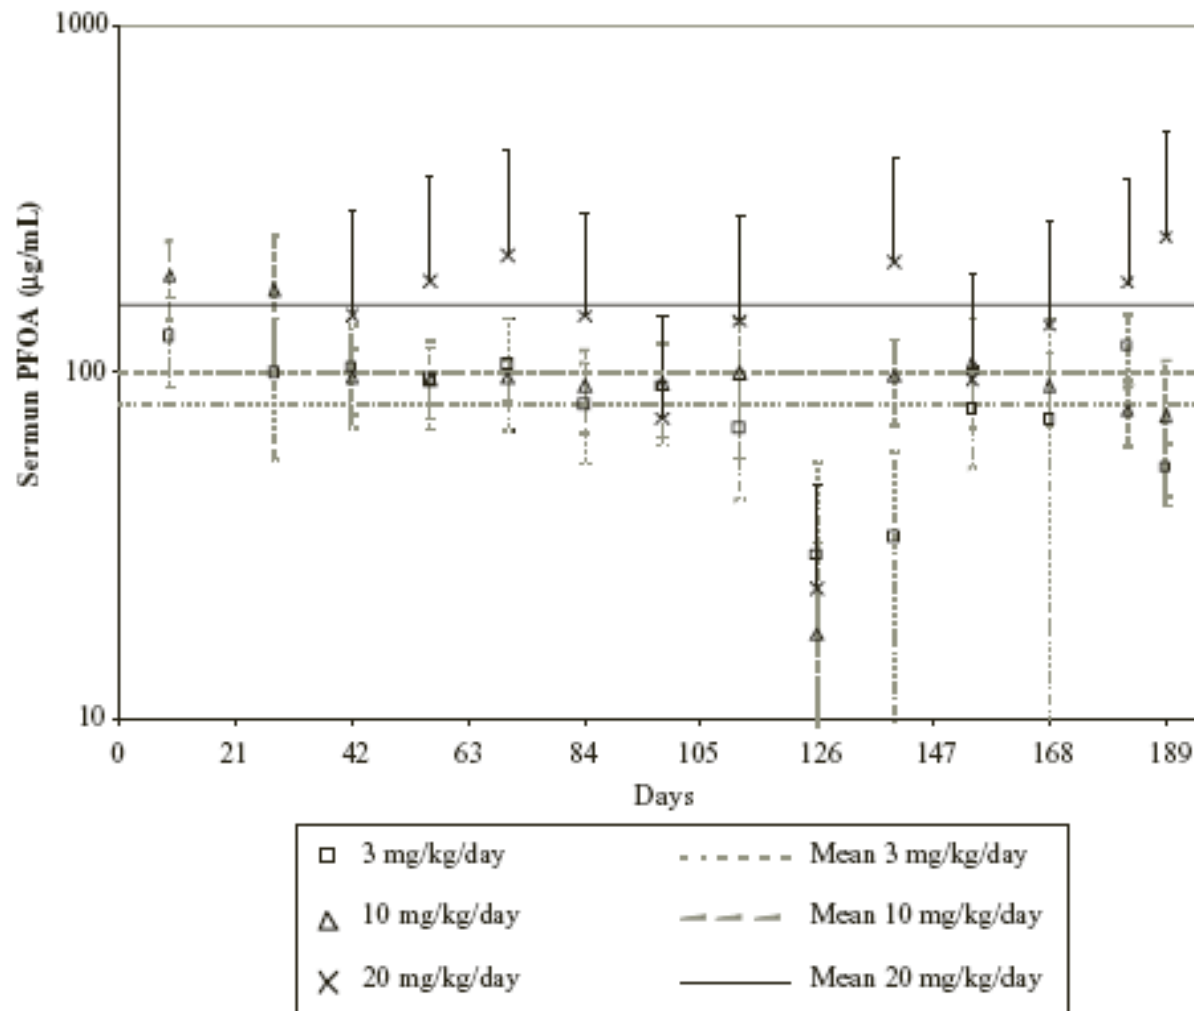 1000
100
10
Sermun PFOA (µg/mL)
0 21 42 63 84 105 126 147 168 189
Days
3 mg/kg/day Mean 3 mg/kg/day
10 mg/kg/day Mean 10 mg/kg/day
20 mg/kg/day Mean 20 mg/kg/day